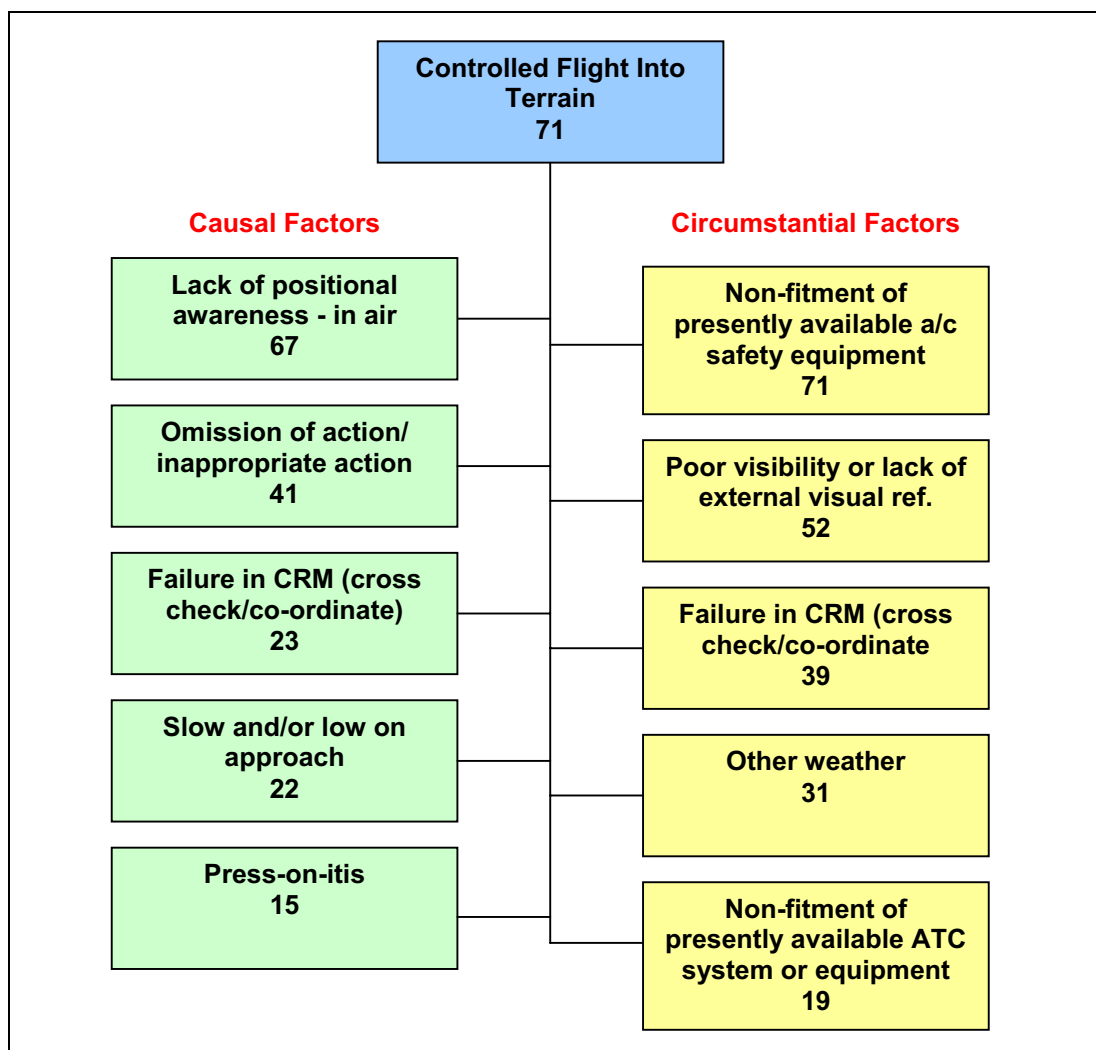 Controlled Flight Into
Terrain
71
Causal Factors
Lack of positional
awareness - in air
67
Omission of action/
inappropriate action
41
Failure in CRM (cross
check/co-ordinate)
23
Slow and/or low on
approach
22
Press-on-itis
15
Circumstantial Factors
Non-fitment of
presently available a/c
safety equipment
71
Poor visibility or lack of
external visual ref.
52
Failure in CRM (cross
check/co-ordinate
39
Other weather
31
Non-fitment of
presently available ATC
system or equipment
19